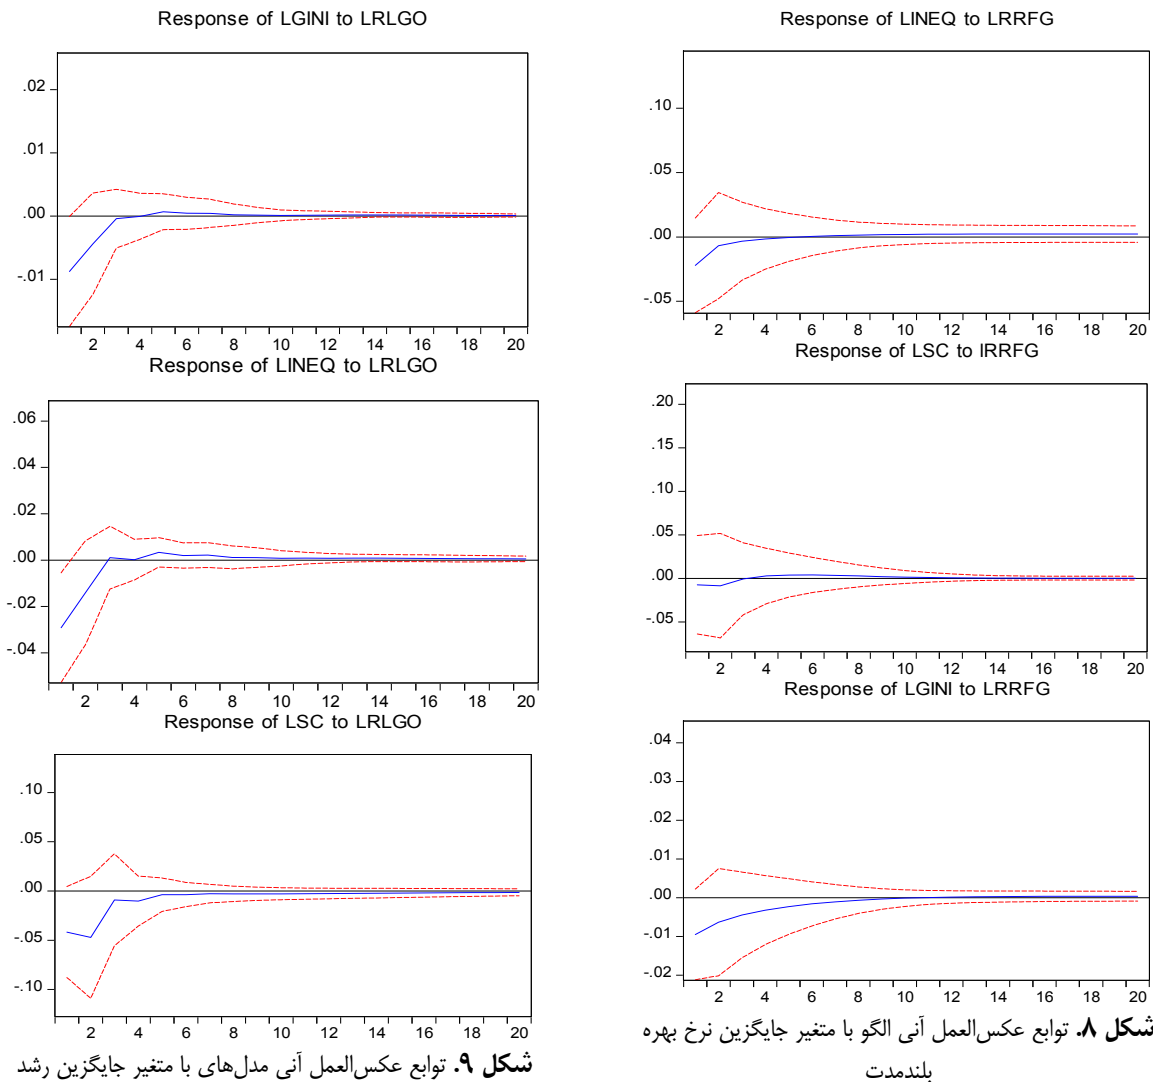 Response of LGINI to LRLGO
.02
.01
.00
-.01
2 4 6 8 10 12 14 16 18 20
Response of LINEQ to LRLGO
.06
.04
.02
.00
-.02
-.04
2 4 6 8 10 12 14 16 18 20
Response of LSC to LRLGO
.10
.05
.00
-.05
-.10
2 4 6 8 10 12 14 16 18 20
شکل ۹. توابع عکس‌العمل آنی مدل‌های با متغیر جایگزین رشد
Response of LINEQ to LRRFG
.10
.05
.00
-.05
2 4 6 8 10 12 14 16 18 20
Response of LSC to IRRFG
.20
.15
.10
.05
.00
-.05
2 4 6 8 10 12 14 16 18 20
Response of LGINI to LRRFG
.04
.03
.02
.01
.00
-.01
-.02
2 4 6 8 10 12 14 16 18 20
شکل ۸. توابع عکس‌العمل آنی الگو با متغیر جایگزین نرخ بهره
بلندمدت